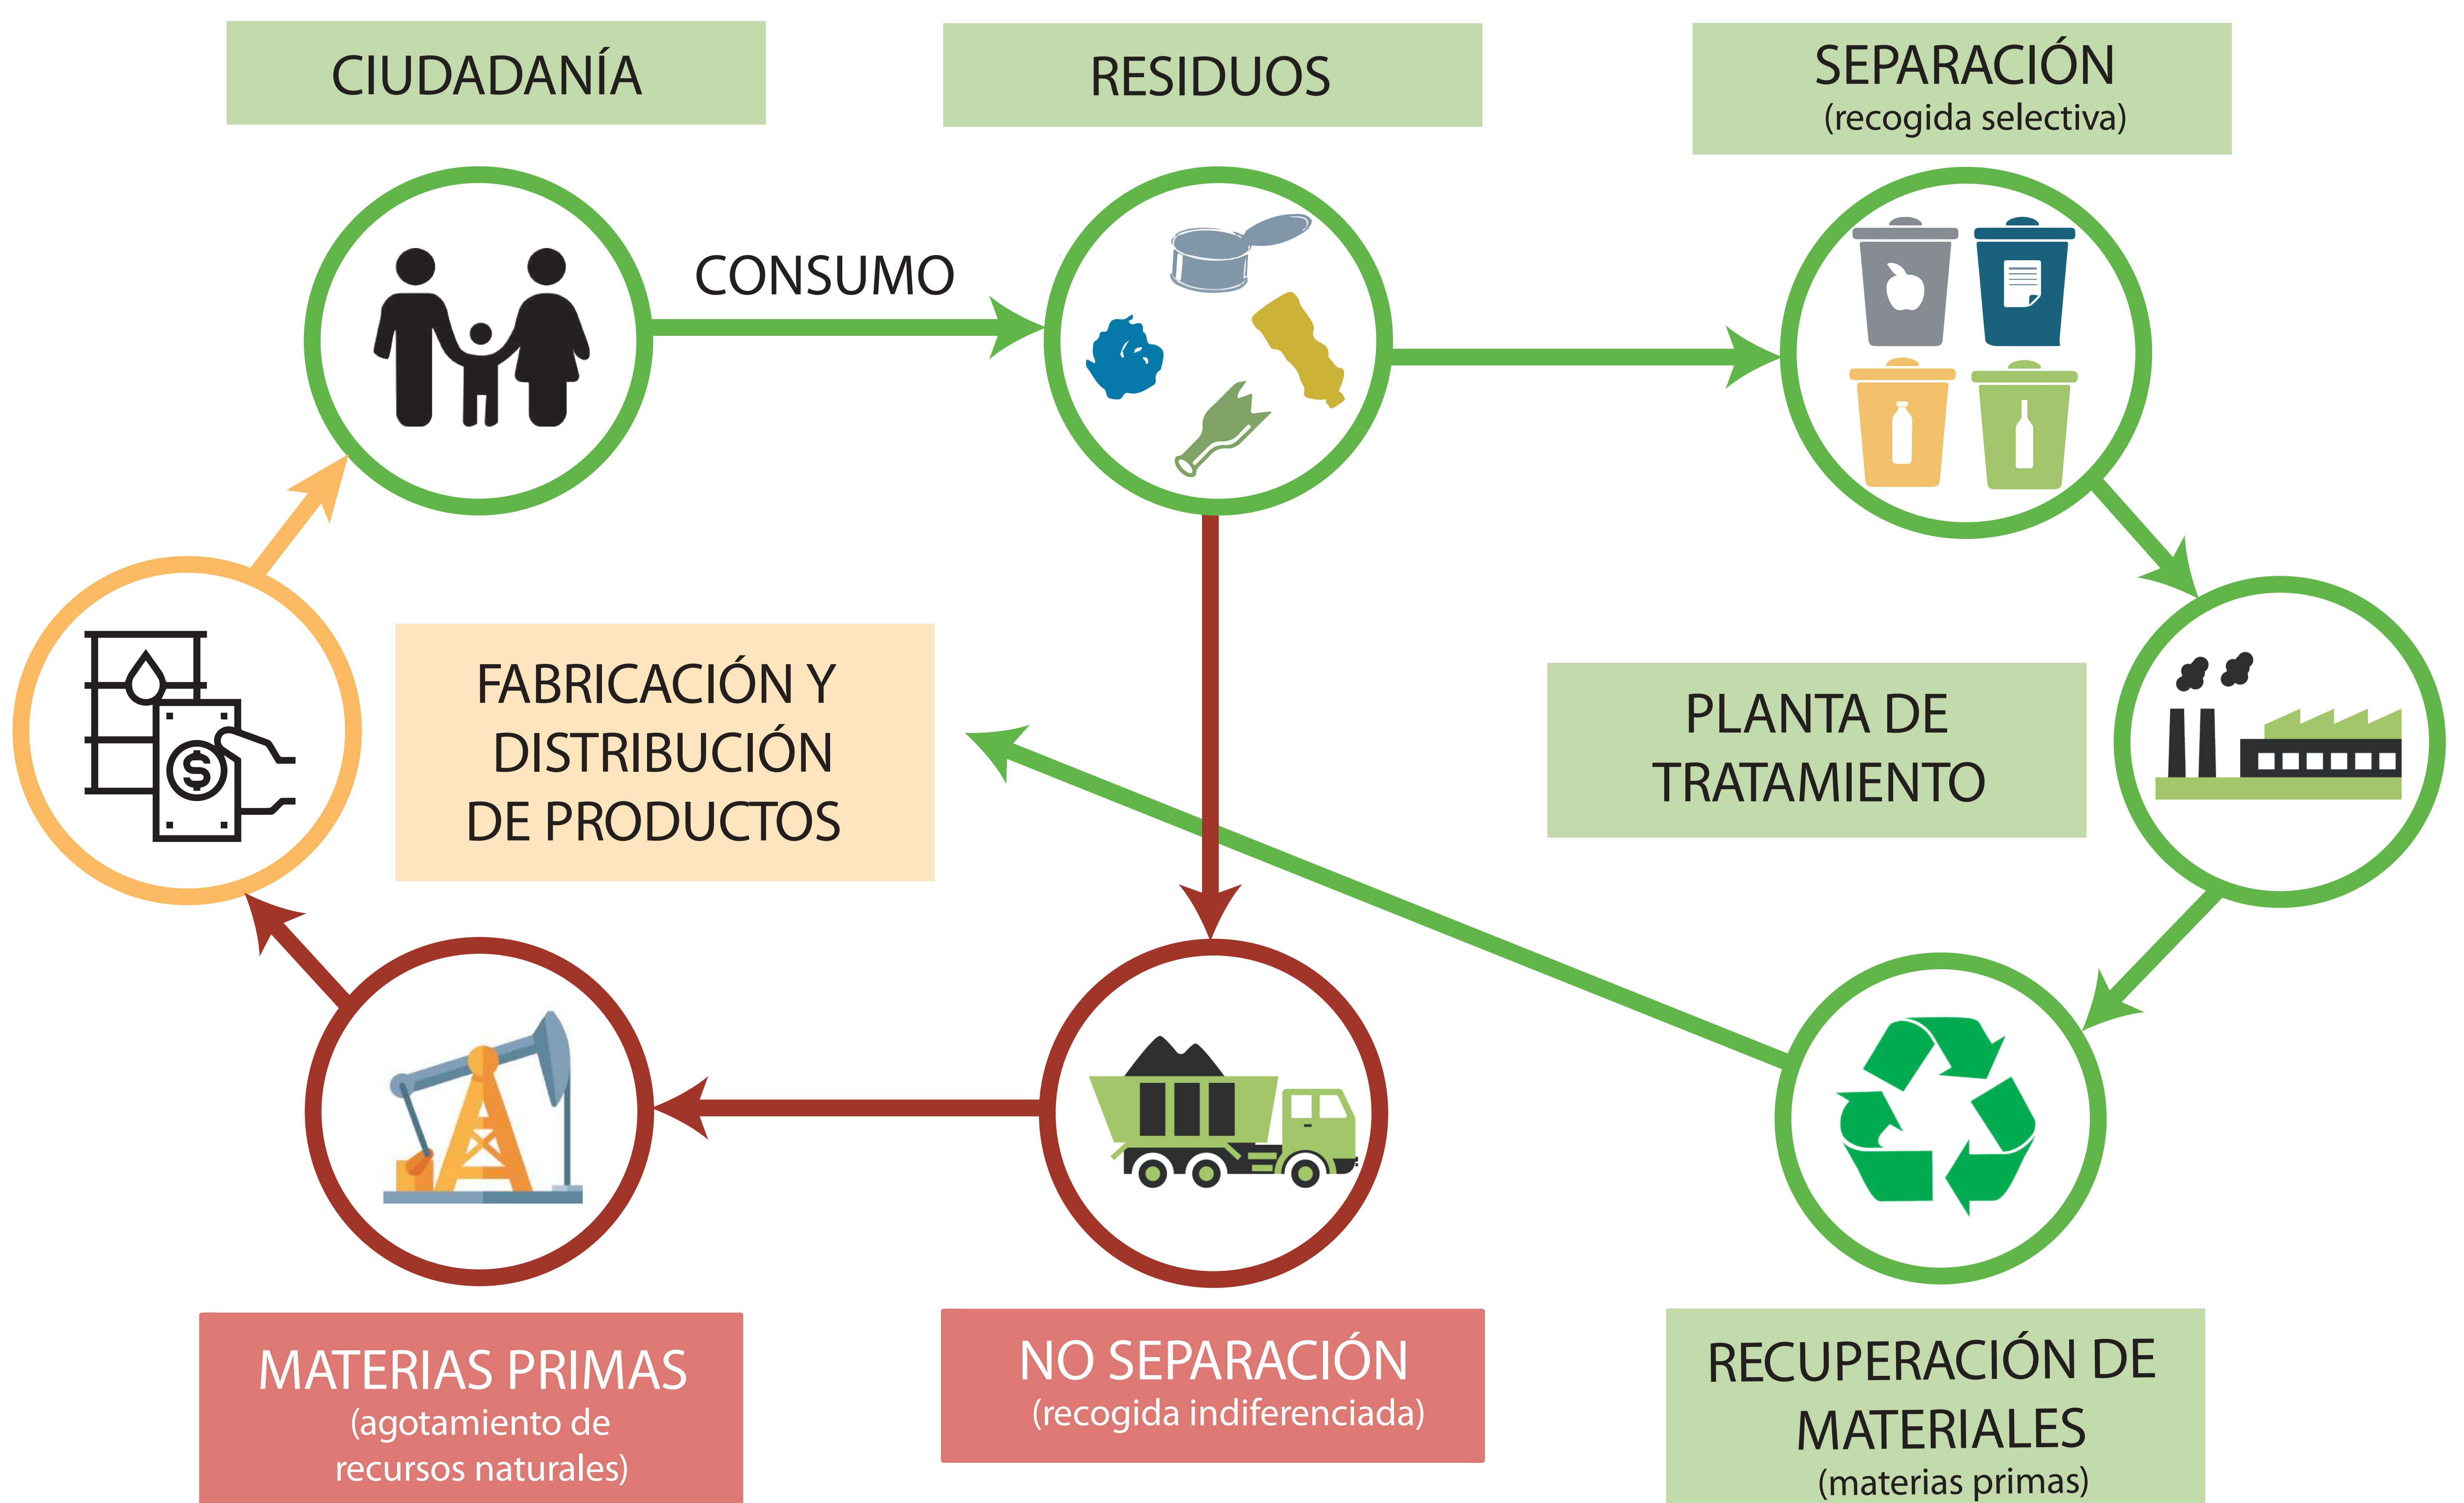 CIUDADANÍA
RESIDUOS
SEPARACIÓN
(recogida selectiva)
CONSUMO
FABRICACIÓN Y
DISTRIBUCIÓN
DE PRODUCTOS
PLANTA DE
TRATAMIENTO
$
MATERIAS PRIMAS
(agotamiento de
recursos naturales)
NO SEPARACIÓN
(recogida indiferenciada)
RECUPERACIÓN DE
MATERIALES
(materias primas)